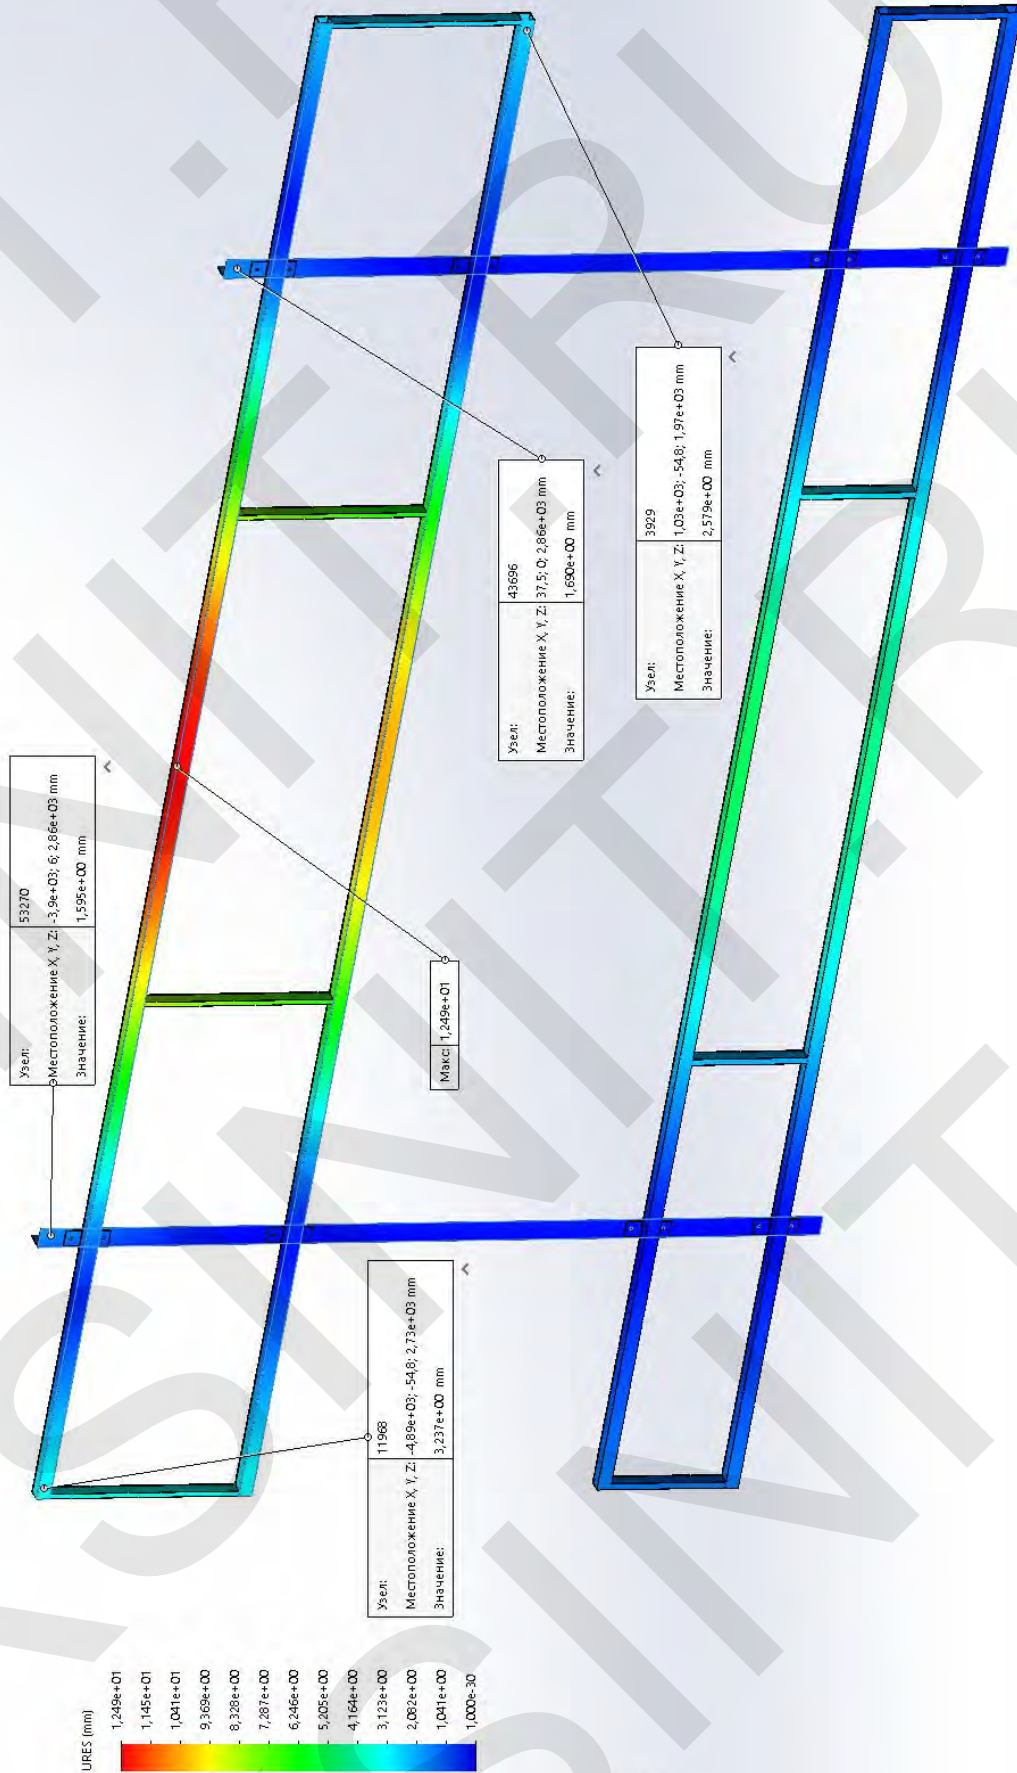 URES (mm)
1,249e+01
1,145e+01
1,041e+01
9,369e+00
8,328e+00
7,287e+00
6,246e+00
5,205e+00
4,164e+00
3,123e+00
2,082e+00
1,041e+00
1,000e-30
Узел: 53270
Местоположение X, Y, Z: -3,9e+03; 6; 2,86e+03 mm
Значение: 1,595e+00 mm
Узел: 11968
Местоположение X, Y, Z: -4,89e+03; -54,8; 2,73e+03 mm
Значение: 3,237e+00 mm
Макс: 1,249e+01
Узел: 43696
Местоположение X, Y, Z: 37,5; 0; 2,86e+03 mm
Значение: 1,690e+00 mm
Узел: 3929
Местоположение X, Y, Z: 1,03e+03; -54,8; 1,97e+03 mm
Значение: 2,579e+00 mm